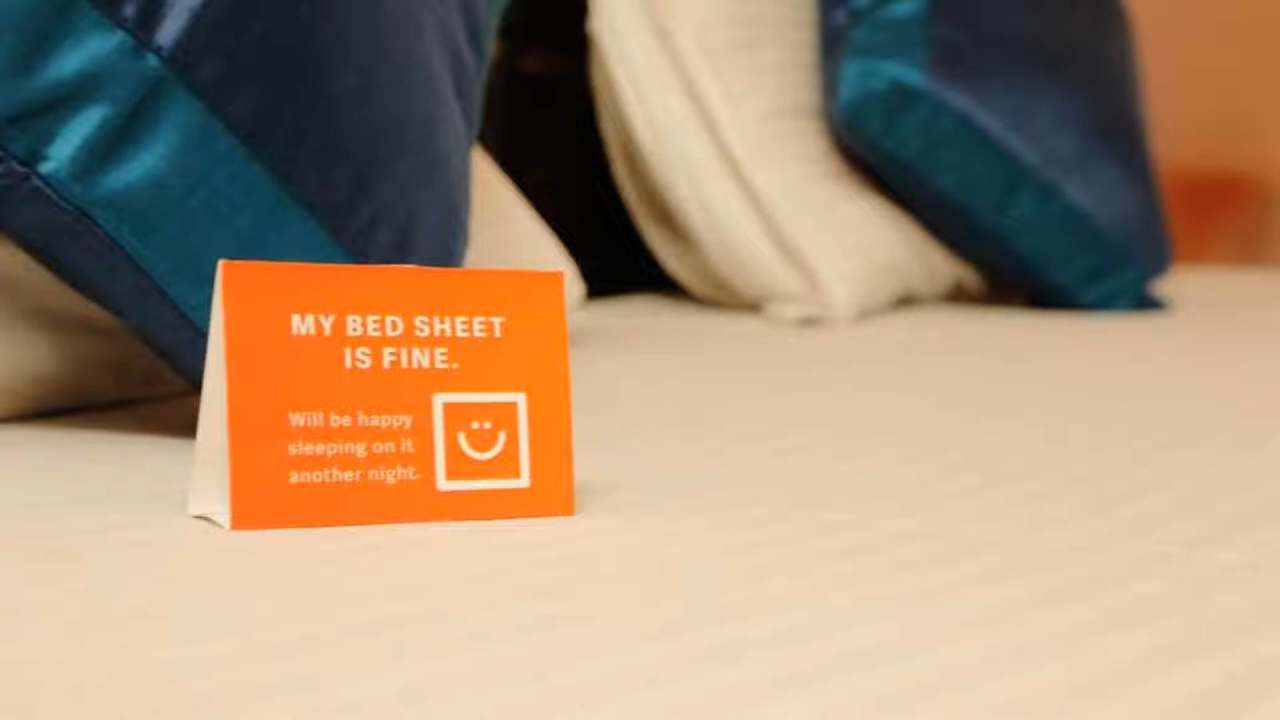 MY BED SHEET
IS FINE.
Will be happy
sleeping on it
another night.